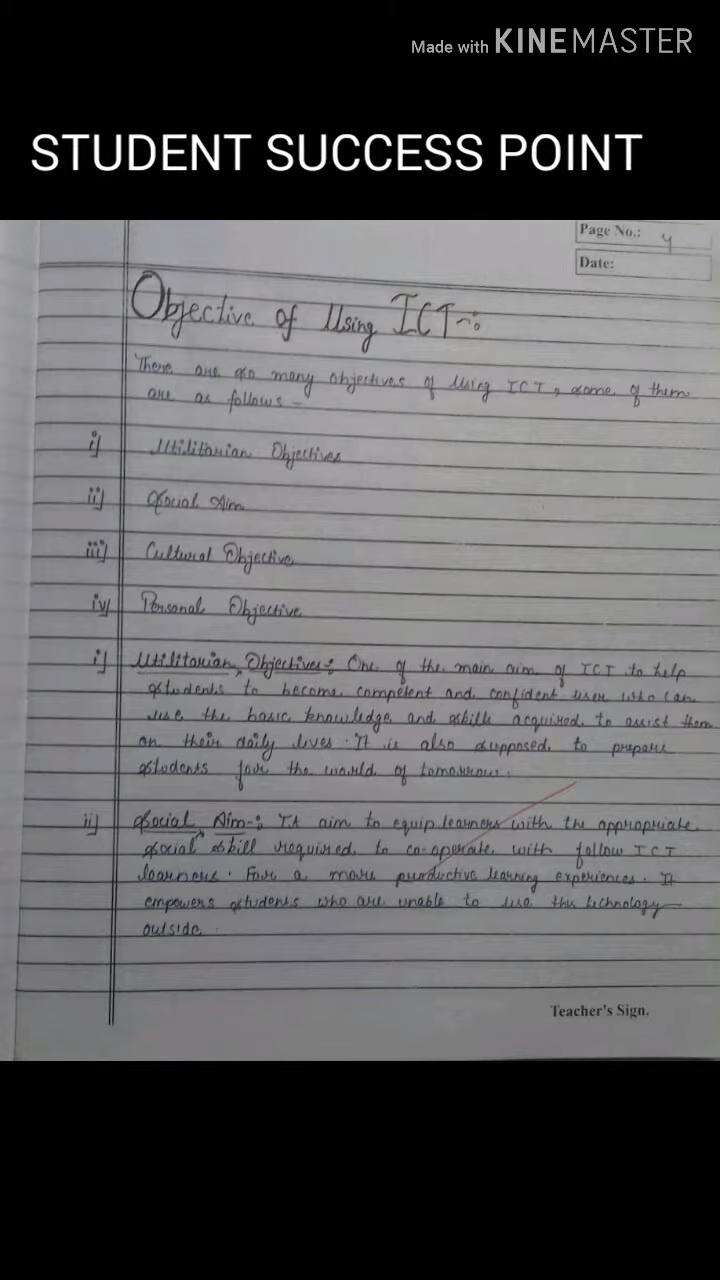 Made with KINEMASTER
STUDENT SUCCESS POINT
Page No.: 4
Date:
Objective of Using ICT-:
There are so many objectives of Using ICT, some of them
are as follows -
i) Utilitarian Objectives
ii) Social Aim
iii) Cultural Objective
iv) Personal Objective
i) Utilitarian Objectives:- One of the main aim of ICT to help
students to become competent and confident user who can
use the basic knowledge and skills acquired to assist them
on their daily lives. It is also supposed to prepare
students for the world of tomorrow.
ii) Social Aim-: It aim to equip learners with the appropriate
social skill required to co-operate with follow ICT
learners. For a more productive learning experiences. It
empowers students who are unable to use the technology
outside.
Teacher's Sign.